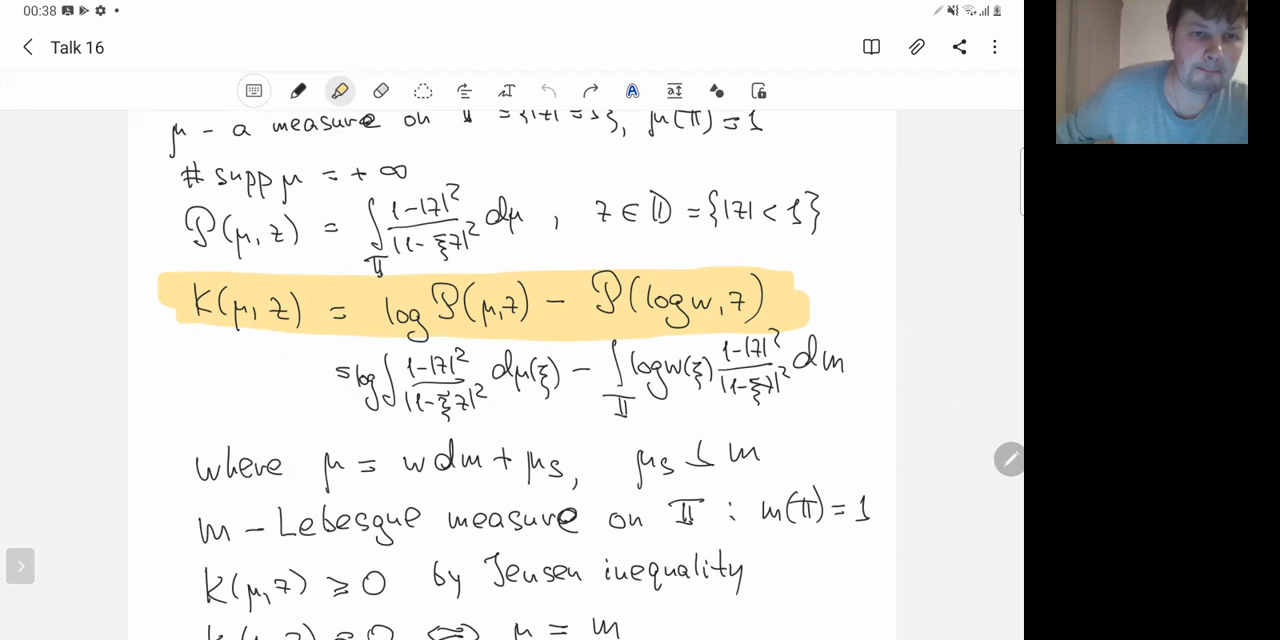 00:38
Talk 16
μ - a measure on 𝕋 = {|z| = 1}, μ(𝕋) = 1
# supp μ = + ∞
P(μ, z) = ∫_𝕋 (1-|z|²)/|1-ξ̄z|² dμ , z ∈ 𝔻 = {|z| < 1}
K(μ, z) = log P(μ, z) - P(log w, z)
= log ∫ (1-|z|²)/|1-ξ̄z|² dμ(ξ) - ∫_𝕋 log w(ξ) (1-|z|²)/|1-ξ̄z|² dm
where μ = w dm + μs, μs ⊥ m
m - Lebesgue measure on 𝕋 : m(𝕋) = 1
K(μ, z) ≥ 0 by Jensen inequality
K(μ, z) = 0 ⇔ μ = m